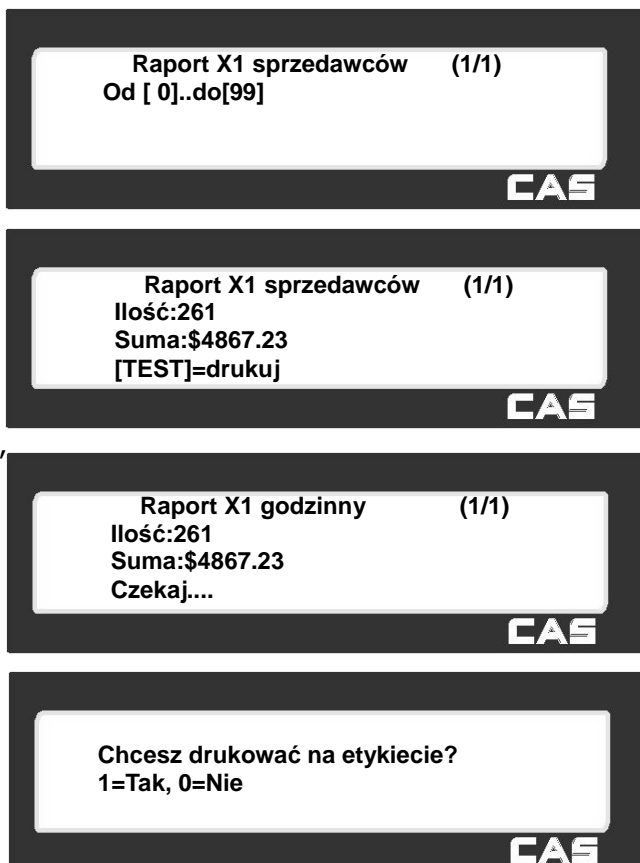 Raport X1 sprzedawców (1/1)
Od [ 0]..do[99]
CAS
Raport X1 sprzedawców (1/1)
Ilość:261
Suma:$4867.23
[TEST]=drukuj
CAS
,
Raport X1 godzinny (1/1)
Ilość:261
Suma:$4867.23
Czekaj....
CAS
Chcesz drukować na etykiecie?
1=Tak, 0=Nie
CAS